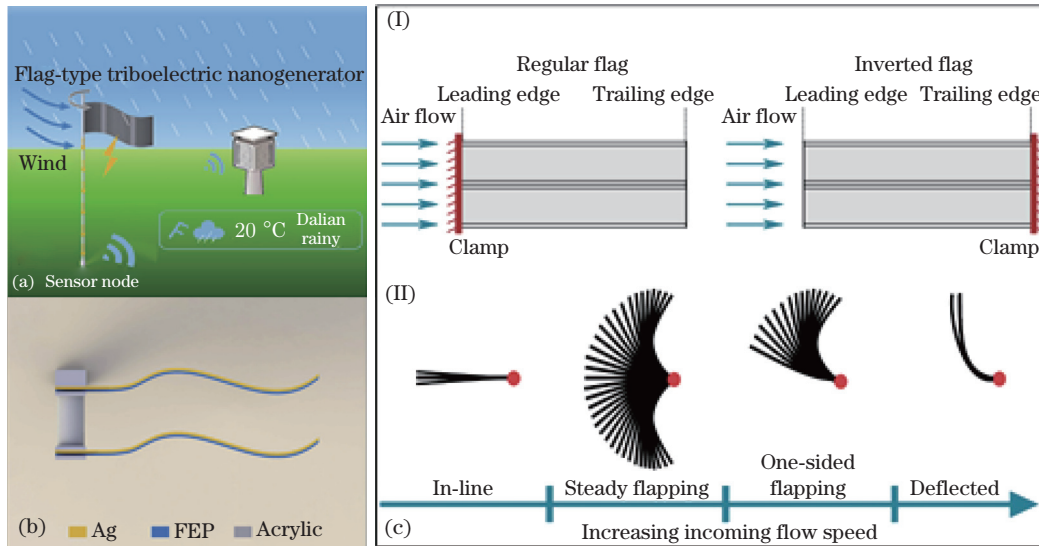 Flag-type triboelectric nanogenerator
Wind
20 °C
Dalian
rainy
(a) Sensor node
(b)
Ag
FEP
Acrylic
(I)
Regular flag
Inverted flag
Leading edge
Trailing edge
Leading edge
Trailing edge
Air flow
Air flow
Clamp
Clamp
(II)
In-line
Steady flapping
One-sided
flapping
Deflected
(c)
Increasing incoming flow speed